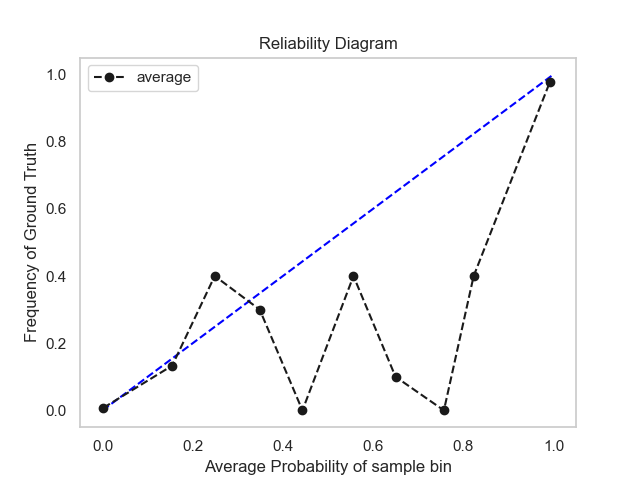 Reliability Diagram
average
1.0
0.8
0.6
0.4
0.2
0.0
Frequency of Ground Truth
0.0 0.2 0.4 0.6 0.8 1.0
Average Probability of sample bin